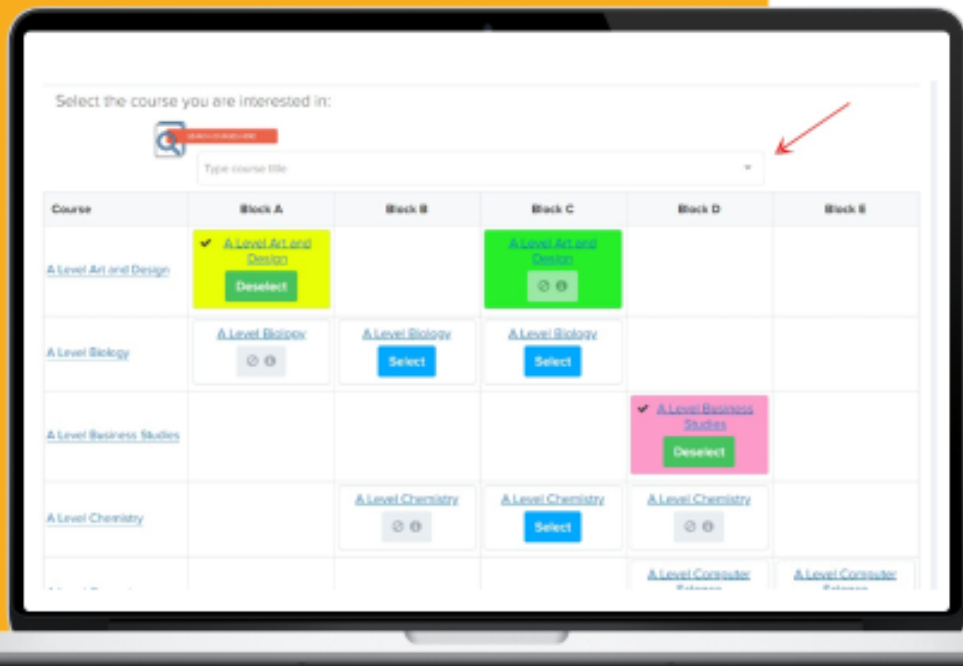 Select the course you are interested in:
Type course title
Course Block A Block B Block C Block D Block E
A Level Art and Design
A Level Art and
Design
Deselect
A Level Art and
Design
A Level Biology
A Level Biology
A Level Biology
Select
A Level Biology
Select
A Level Business Studies
A Level Business
Studies
Deselect
A Level Chemistry
A Level Chemistry
A Level Chemistry
Select
A Level Chemistry
A Level Computer
Science
A Level Computer
Science